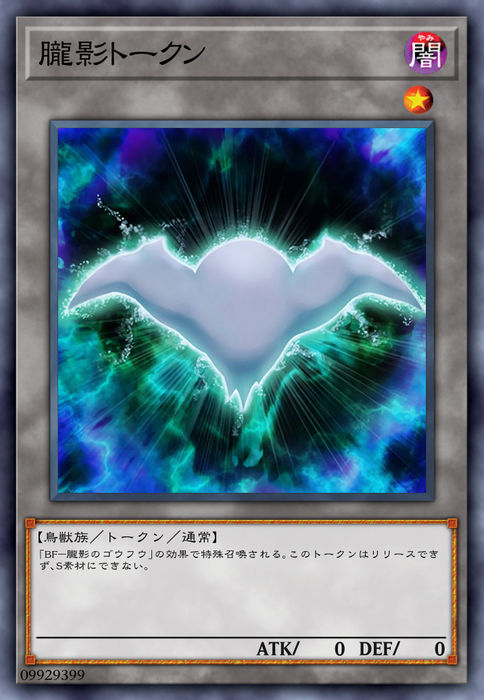 朧影トークン
やみ
闇
【鳥獣族／トークン／通常】
「BF－朧影のゴウフウ」の効果で特殊召喚される。このトークンはリリースでき
ず、S素材にできない。
ATK/ 0 DEF/ 0
09929399